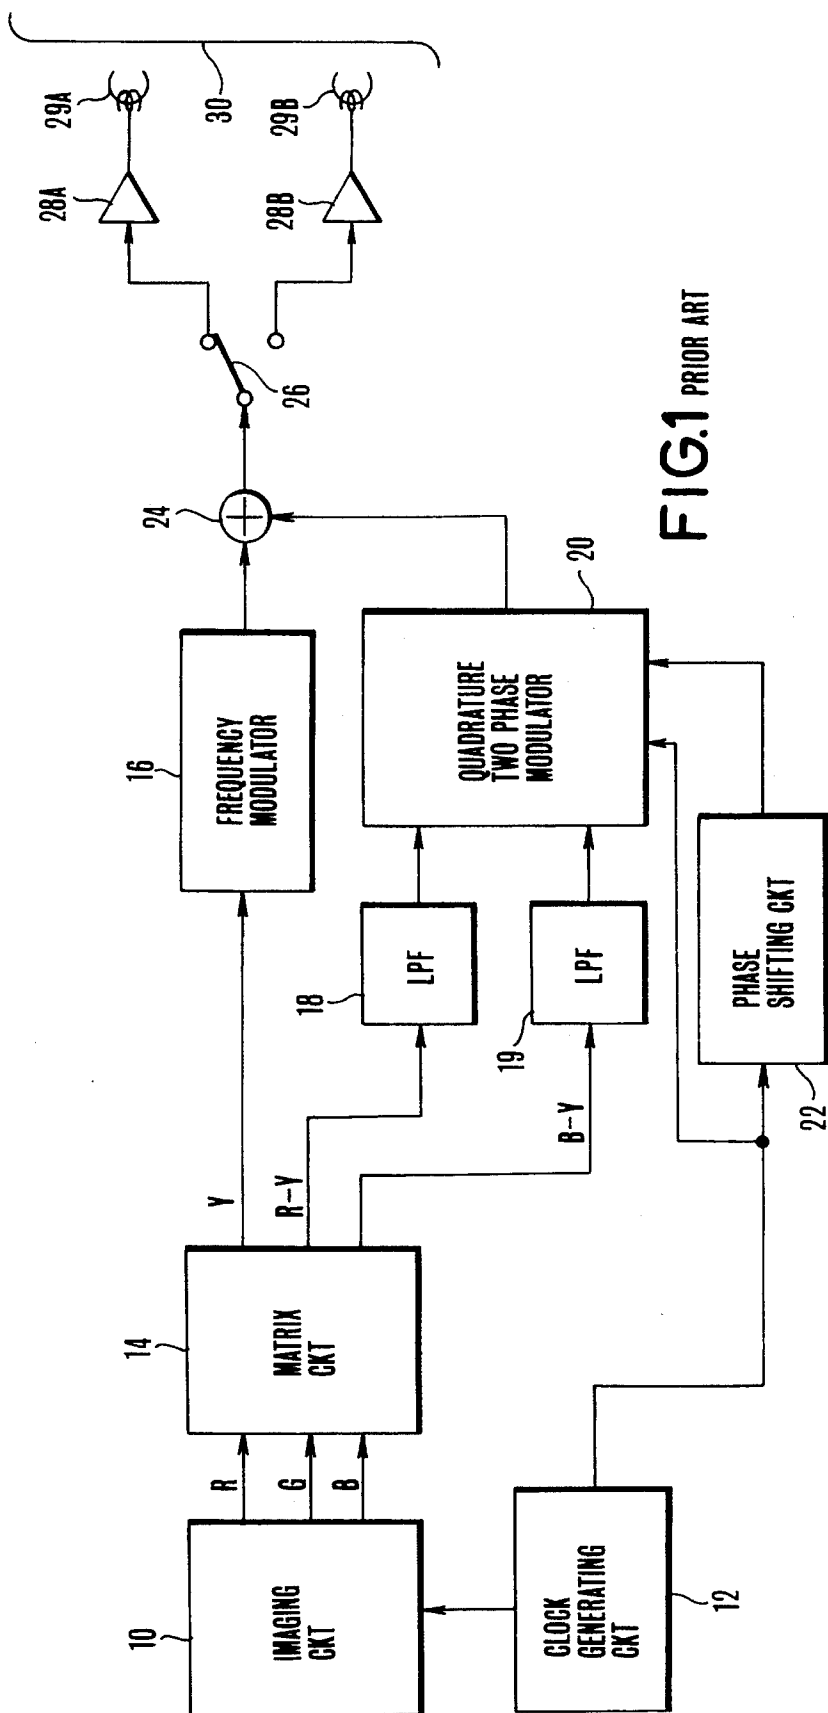 10
IMAGING
CKT
12
CLOCK
GENERATING
CKT
R
G
B
14
MATRIX
CKT
Y
R-Y
B-Y
16
FREQUENCY
MODULATOR
18
LPF
19
LPF
20
QUADRATURE
TWO PHASE
MODULATOR
22
PHASE
SHIFTING CKT
24
26
28A
28B
29A
29B
30
FIG.1 PRIOR ART